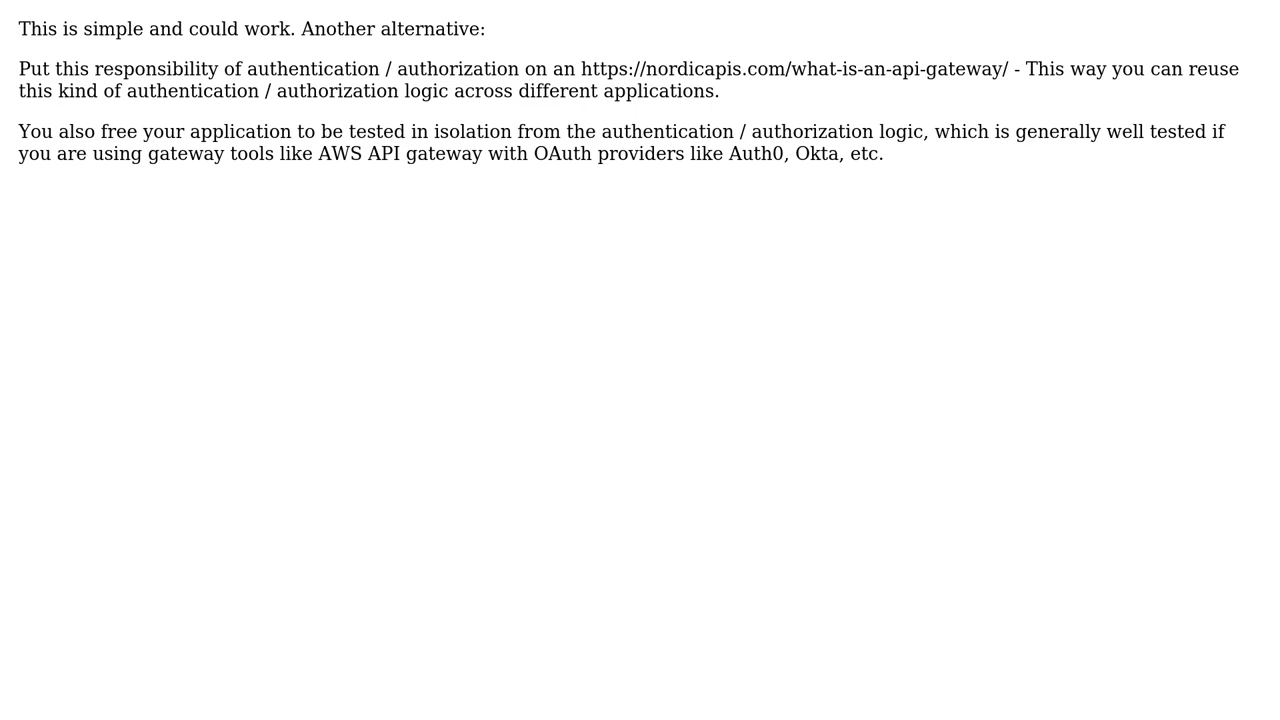 This is simple and could work. Another alternative:
Put this responsibility of authentication / authorization on an https://nordicapis.com/what-is-an-api-gateway/ - This way you can reuse
this kind of authentication / authorization logic across different applications.
You also free your application to be tested in isolation from the authentication / authorization logic, which is generally well tested if
you are using gateway tools like AWS API gateway with OAuth providers like Auth0, Okta, etc.